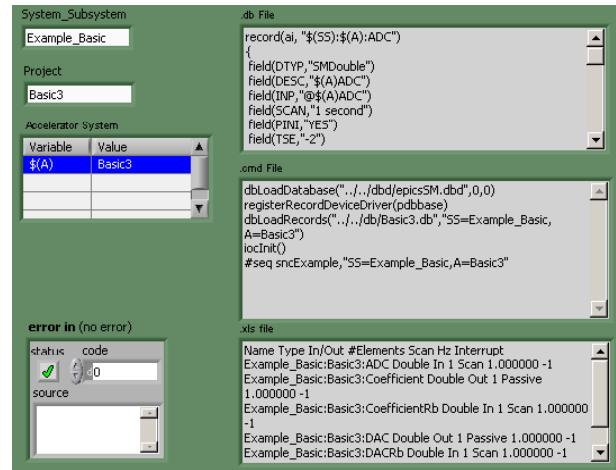 System_Subsystem
Example_Basic
Project
Basic3
Accelerator System
Variable Value
$(A) Basic3
error in (no error)
status code
0
source
.db File
record(ai, "$(SS):$(A):ADC")
{
field(DTYP,"SMDouble")
field(DESC,"$(A)ADC")
field(INP,"@$(A)ADC")
field(SCAN,"1 second")
field(PINI,"YES")
field(TSE,"-2")
.cmd File
dbLoadDatabase("../../dbd/epicsSM.dbd",0,0)
registerRecordDeviceDriver(pdbbase)
dbLoadRecords("../../db/Basic3.db","SS=Example_Basic,
A=Basic3")
iocInit()
#seq sncExample,"SS=Example_Basic,A=Basic3"
.xls file
Name Type In/Out #Elements Scan Hz Interrupt
Example_Basic:Basic3:ADC Double In 1 Scan 1.000000 -1
Example_Basic:Basic3:Coefficient Double Out 1 Passive
1.000000 -1
Example_Basic:Basic3:CoefficientRb Double In 1 Scan 1.000000
-1
Example_Basic:Basic3:DAC Double Out 1 Passive 1.000000 -1
Example_Basic:Basic3:DACRb Double In 1 Scan 1.000000 -1